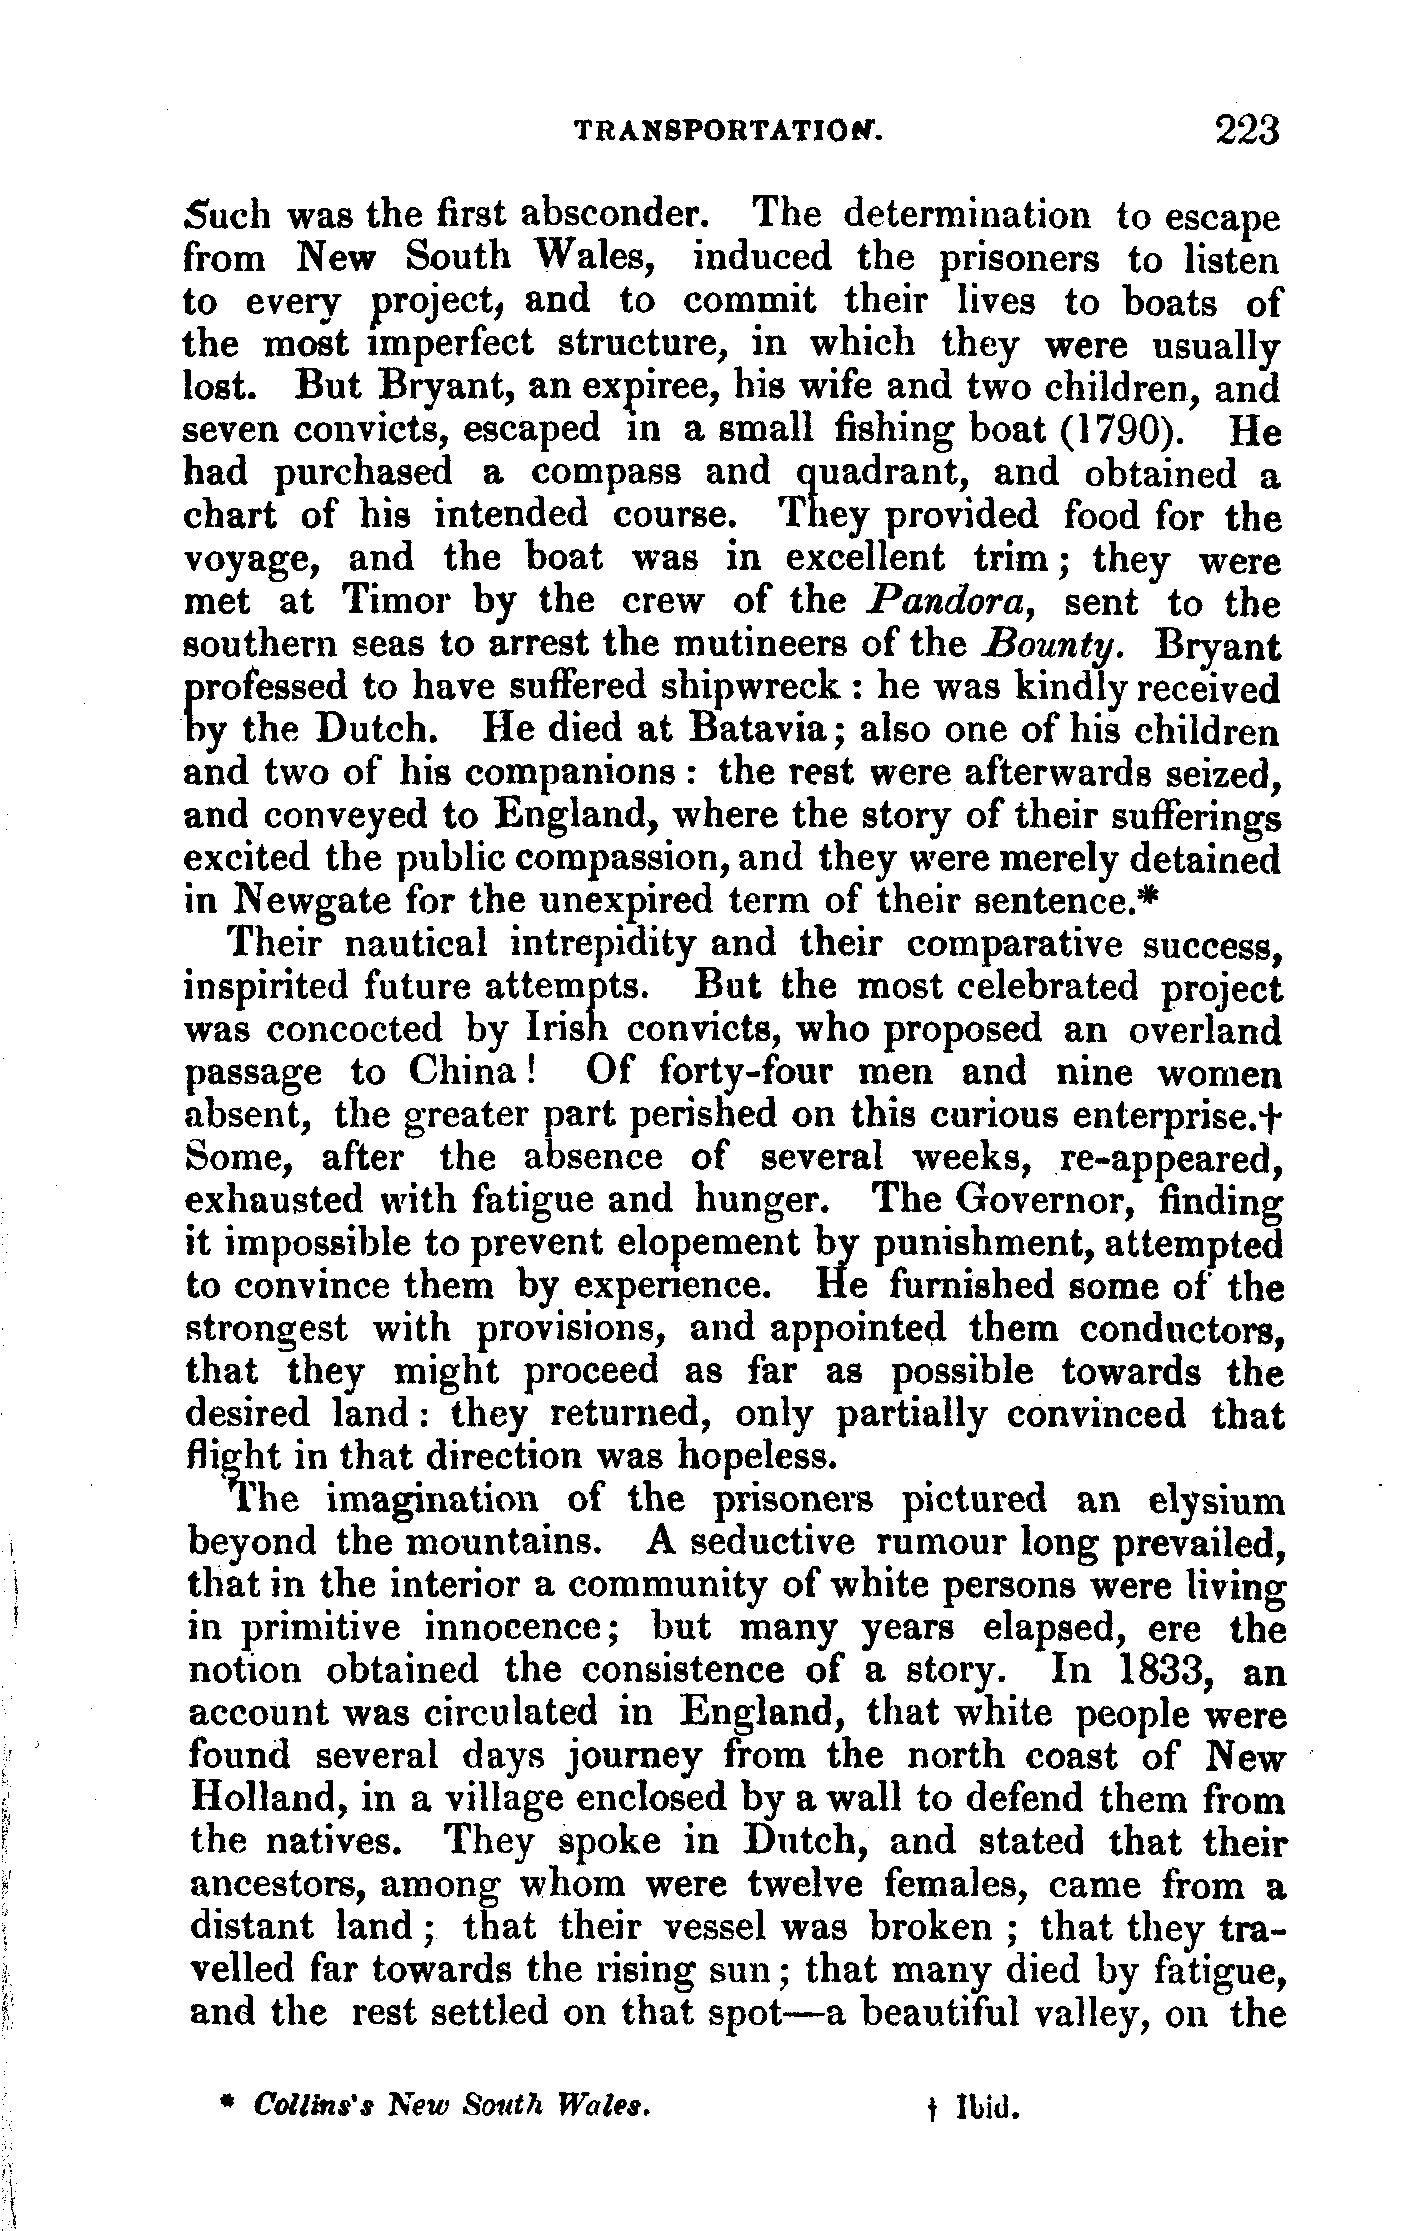 TRANSPORTATION. 223
Such was the first absconder. The determination to escape
from New South Wales, induced the prisoners to listen
to every project, and to commit their lives to boats of
the most imperfect structure, in which they were usually
lost. But Bryant, an expiree, his wife and two children, and
seven convicts, escaped in a small fishing boat (1790). He
had purchased a compass and quadrant, and obtained a
chart of his intended course. They provided food for the
voyage, and the boat was in excellent trim; they were
met at Timor by the crew of the Pandora, sent to the
southern seas to arrest the mutineers of the Bounty. Bryant
professed to have suffered shipwreck: he was kindly received
by the Dutch. He died at Batavia; also one of his children
and two of his companions: the rest were afterwards seized,
and conveyed to England, where the story of their sufferings
excited the public compassion, and they were merely detained
in Newgate for the unexpired term of their sentence.*
Their nautical intrepidity and their comparative success,
inspirited future attempts. But the most celebrated project
was concocted by Irish convicts, who proposed an overland
passage to China! Of forty-four men and nine women
absent, the greater part perished on this curious enterprise.†
Some, after the absence of several weeks, re-appeared,
exhausted with fatigue and hunger. The Governor, finding
it impossible to prevent elopement by punishment, attempted
to convince them by experience. He furnished some of the
strongest with provisions, and appointed them conductors,
that they might proceed as far as possible towards the
desired land: they returned, only partially convinced that
flight in that direction was hopeless.
The imagination of the prisoners pictured an elysium
beyond the mountains. A seductive rumour long prevailed,
that in the interior a community of white persons were living
in primitive innocence; but many years elapsed, ere the
notion obtained the consistence of a story. In 1833, an
account was circulated in England, that white people were
found several days journey from the north coast of New
Holland, in a village enclosed by a wall to defend them from
the natives. They spoke in Dutch, and stated that their
ancestors, among whom were twelve females, came from a
distant land; that their vessel was broken; that they tra-
velled far towards the rising sun; that many died by fatigue,
and the rest settled on that spot—a beautiful valley, on the
* Collins's New South Wales. † Ibid.